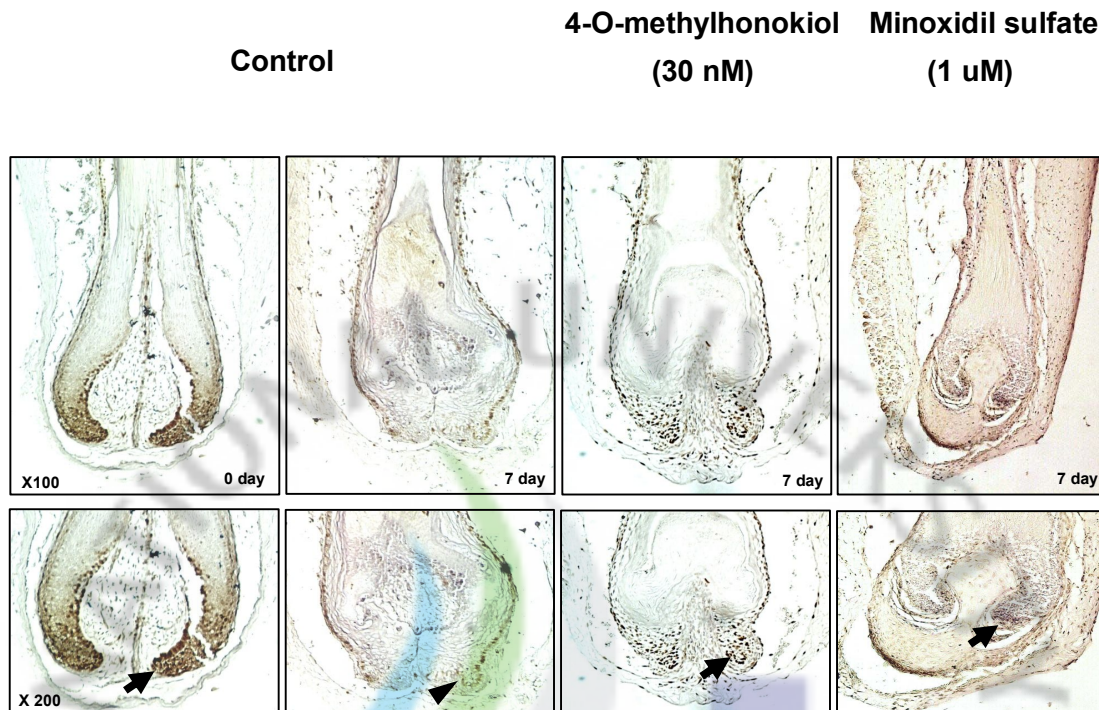 4-O-methylhonokiol Minoxidil sulfate
Control
(30 nM) (1 uM)
X100 0 day 7 day 7 day 7 day
X 200